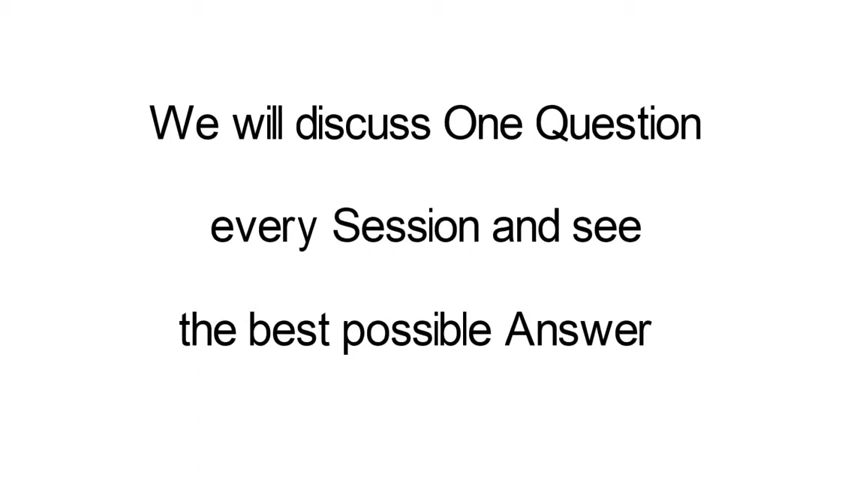 We will discuss One Question
every Session and see
the best possible Answer